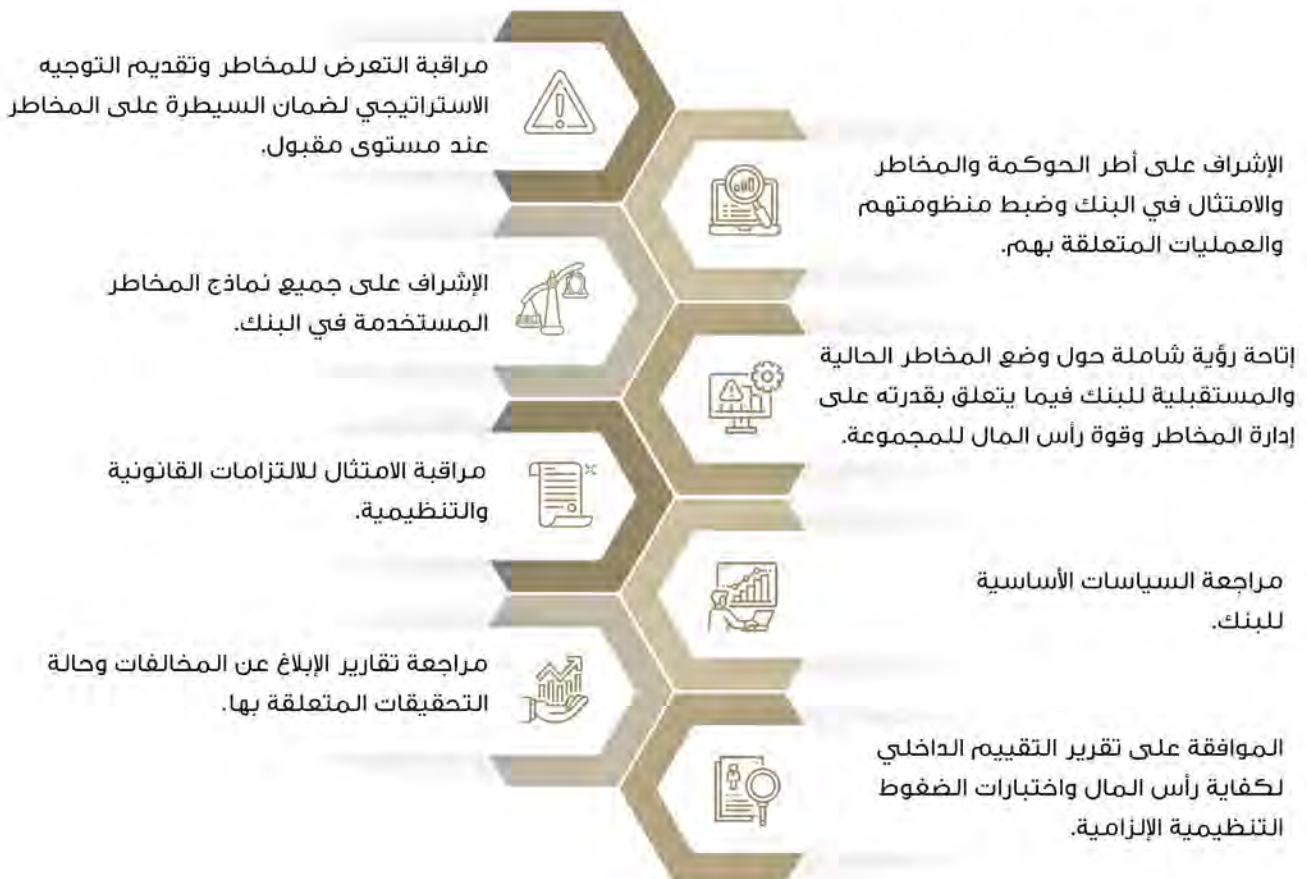 مراقبة التعرض للمخاطر وتقديم التوجيه
الاستراتيجي لضمان السيطرة على المخاطر
عند مستوى مقبول.
الإشراف على أطر الحوكمة والمخاطر
والامتثال في البنك وضبط منظومتهم
والعمليات المتعلقة بهم.
الإشراف على جميع نماذج المخاطر
المستخدمة في البنك.
إتاحة رؤية شاملة حول وضع المخاطر الحالية
والمستقبلية للبنك فيما يتعلق بقدرته على
إدارة المخاطر وقوة رأس المال للمجموعة.
مراقبة الامتثال للالتزامات القانونية
والتنظيمية.
مراجعة السياسات الأساسية
للبنك.
مراجعة تقارير الإبلاغ عن المخالفات وحالة
التحقيقات المتعلقة بها.
الموافقة على تقرير التقييم الداخلي
لكفاية رأس المال واختبارات الضغوط
التنظيمية الإلزامية.